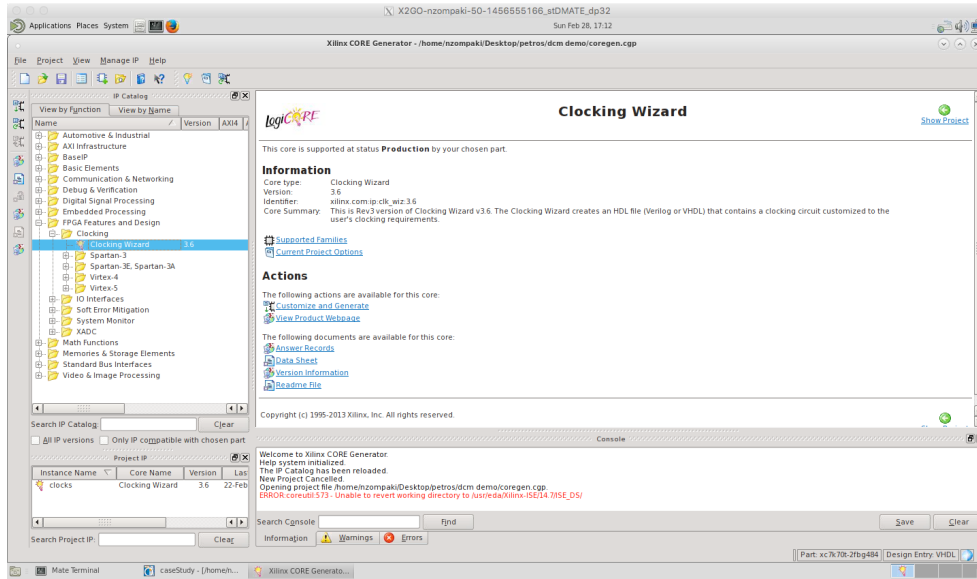 X2GO-nzompaki-50-1456555166_stDMATE_dp32
Applications Places System
Sun Feb 28, 17:12
Xilinx CORE Generator - /home/nzompaki/Desktop/petros/dcm demo/coregen.cgp
File Project View Manage IP Help
IP Catalog
View by Function View by Name
Name Version AXI4
Automotive & Industrial
AXI Infrastructure
BaseIP
Basic Elements
Communication & Networking
Debug & Verification
Digital Signal Processing
Embedded Processing
FPGA Features and Design
Clocking
Clocking Wizard 3.6
Spartan-3
Spartan-3E, Spartan-3A
Virtex-4
Virtex-5
IO Interfaces
Soft Error Mitigation
System Monitor
XADC
Math Functions
Memories & Storage Elements
Standard Bus Interfaces
Video & Image Processing
Search IP Catalog: Clear
All IP versions Only IP compatible with chosen part
Project IP
Instance Name Core Name Version Las
clocks Clocking Wizard 3.6 22-Feb
Search Project IP: Clear
logiCORE
Clocking Wizard
Show Project
This core is supported at status Production by your chosen part.
Information
Core type: Clocking Wizard
Version: 3.6
Identifier: xilinx.com:ip:clk_wiz:3.6
Core Summary: This is Rev3 version of Clocking Wizard v3.6. The Clocking Wizard creates an HDL file (Verilog or VHDL) that contains a clocking circuit customized to the
user's clocking requirements.
Supported Families
Current Project Options
Actions
The following actions are available for this core:
Customize and Generate
View Product Webpage
The following documents are available for this core:
Answer Records
Data Sheet
Version Information
Readme File
Copyright (c) 1995-2013 Xilinx, Inc. All rights reserved.
Console
Welcome to Xilinx CORE Generator.
Help system initialized.
The IP Catalog has been reloaded.
New Project Cancelled.
Opening project file /home/nzompaki/Desktop/petros/dcm demo/coregen.cgp.
ERROR:coreutil:573 - Unable to revert working directory to /usr/eda/Xilinx-ISE/14.7/ISE_DS/
Search Console Find Save Clear
Information Warnings Errors
Part: xc7k70t-2fbg484 Design Entry: VHDL
Mate Terminal caseStudy - [/home/n... Xilinx CORE Generato...